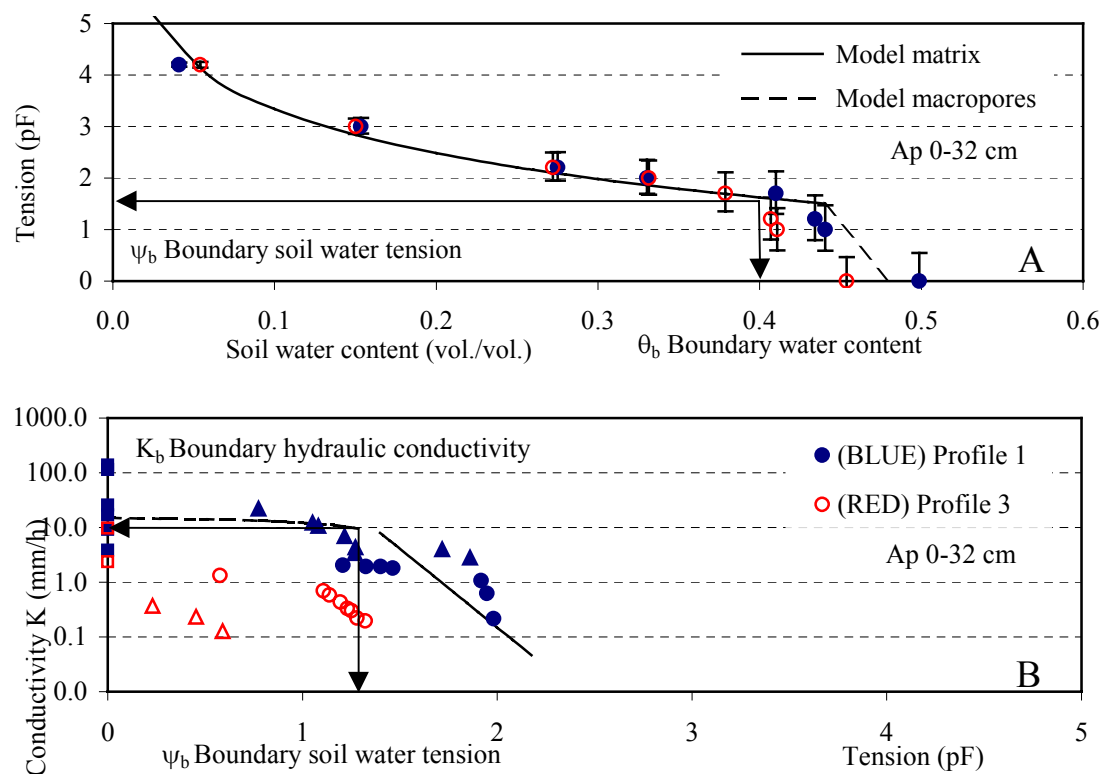 5
4
3
2
1
0
Tension (pF)
Model matrix
Model macropores
Ap 0-32 cm
ψb Boundary soil water tension
A
0.0 0.1 0.2 0.3 0.4 0.5 0.6
Soil water content (vol./vol.)
θb Boundary water content
1000.0
100.0
10.0
1.0
0.1
0.0
Conductivity K (mm/h)
Kb Boundary hydraulic conductivity
(BLUE) Profile 1
(RED) Profile 3
Ap 0-32 cm
B
0 1 2 3 4 5
ψb Boundary soil water tension
Tension (pF)